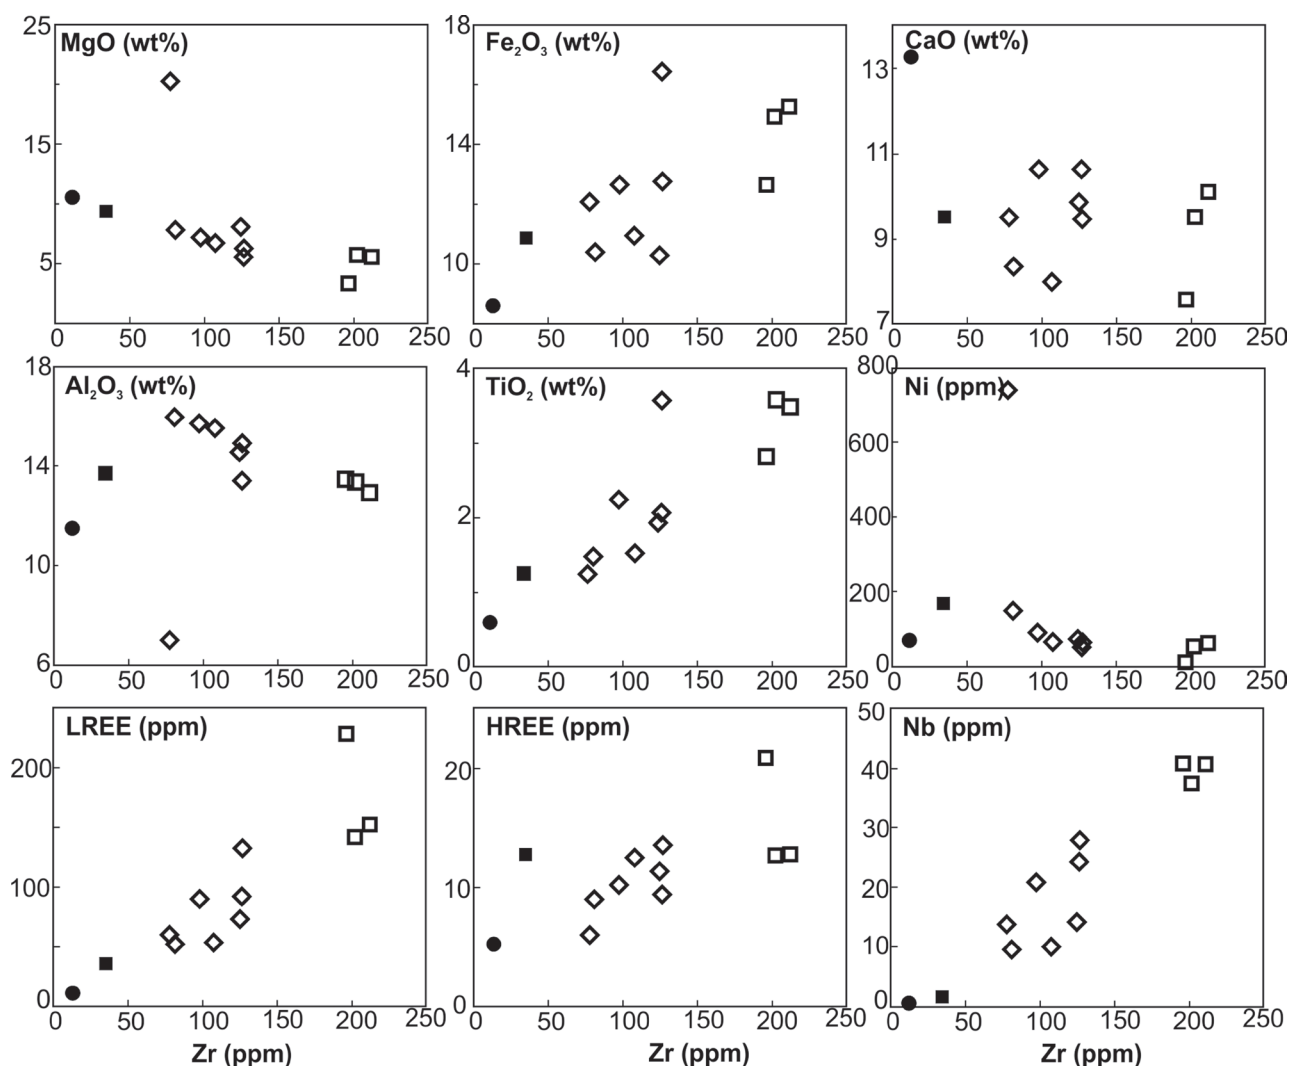 25
MgO (wt%)
15
5
0 50 100 150 200 250
18
Fe₂O₃ (wt%)
14
10
0 50 100 150 200 250
CaO (wt%)
13
11
9
7
0 50 100 150 200 250
18
Al₂O₃ (wt%)
14
10
6
0 50 100 150 200 250
4
TiO₂ (wt%)
2
0
0 50 100 150 200 250
800
Ni (ppm)
600
400
200
0
0 50 100 150 200 250
LREE (ppm)
200
100
0
0 50 100 150 200 250
Zr (ppm)
HREE (ppm)
20
10
0
0 50 100 150 200 250
Zr (ppm)
50
Nb (ppm)
40
30
20
10
0
0 50 100 150 200 250
Zr (ppm)